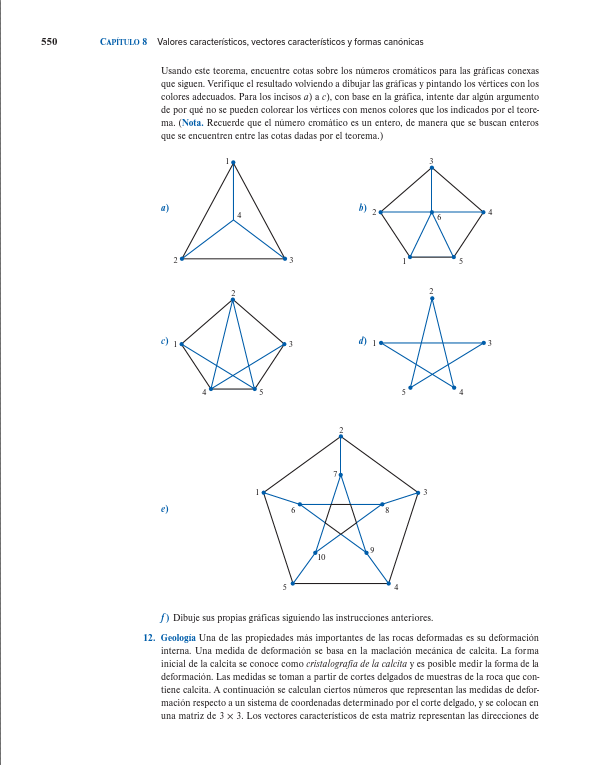 550 CAPÍTULO 8 Valores característicos, vectores característicos y formas canónicas
Usando este teorema, encuentre cotas sobre los números cromáticos para las gráficas conexas
que siguen. Verifique el resultado volviendo a dibujar las gráficas y pintando los vértices con los
colores adecuados. Para los incisos a) a c), con base en la gráfica, intente dar algún argumento
de por qué no se pueden colorear los vértices con menos colores que los indicados por el teore-
ma. (Nota. Recuerde que el número cromático es un entero, de manera que se buscan enteros
que se encuentren entre las cotas dadas por el teorema.)
a)
1
4
2
3
b)
3
2
4
6
1
5
c)
2
1
3
4
5
d)
2
1
3
5
4
e)
2
7
1
3
6
8
10
9
5
4
f) Dibuje sus propias gráficas siguiendo las instrucciones anteriores.
12. Geología Una de las propiedades más importantes de las rocas deformadas es su deformación
interna. Una medida de deformación se basa en la maclación mecánica de calcita. La forma
inicial de la calcita se conoce como cristalografía de la calcita y es posible medir la forma de la
deformación. Las medidas se toman a partir de cortes delgados de muestras de la roca que con-
tiene calcita. A continuación se calculan ciertos números que representan las medidas de defor-
mación respecto a un sistema de coordenadas determinado por el corte delgado, y se colocan en
una matriz de 3 × 3. Los vectores característicos de esta matriz representan las direcciones de